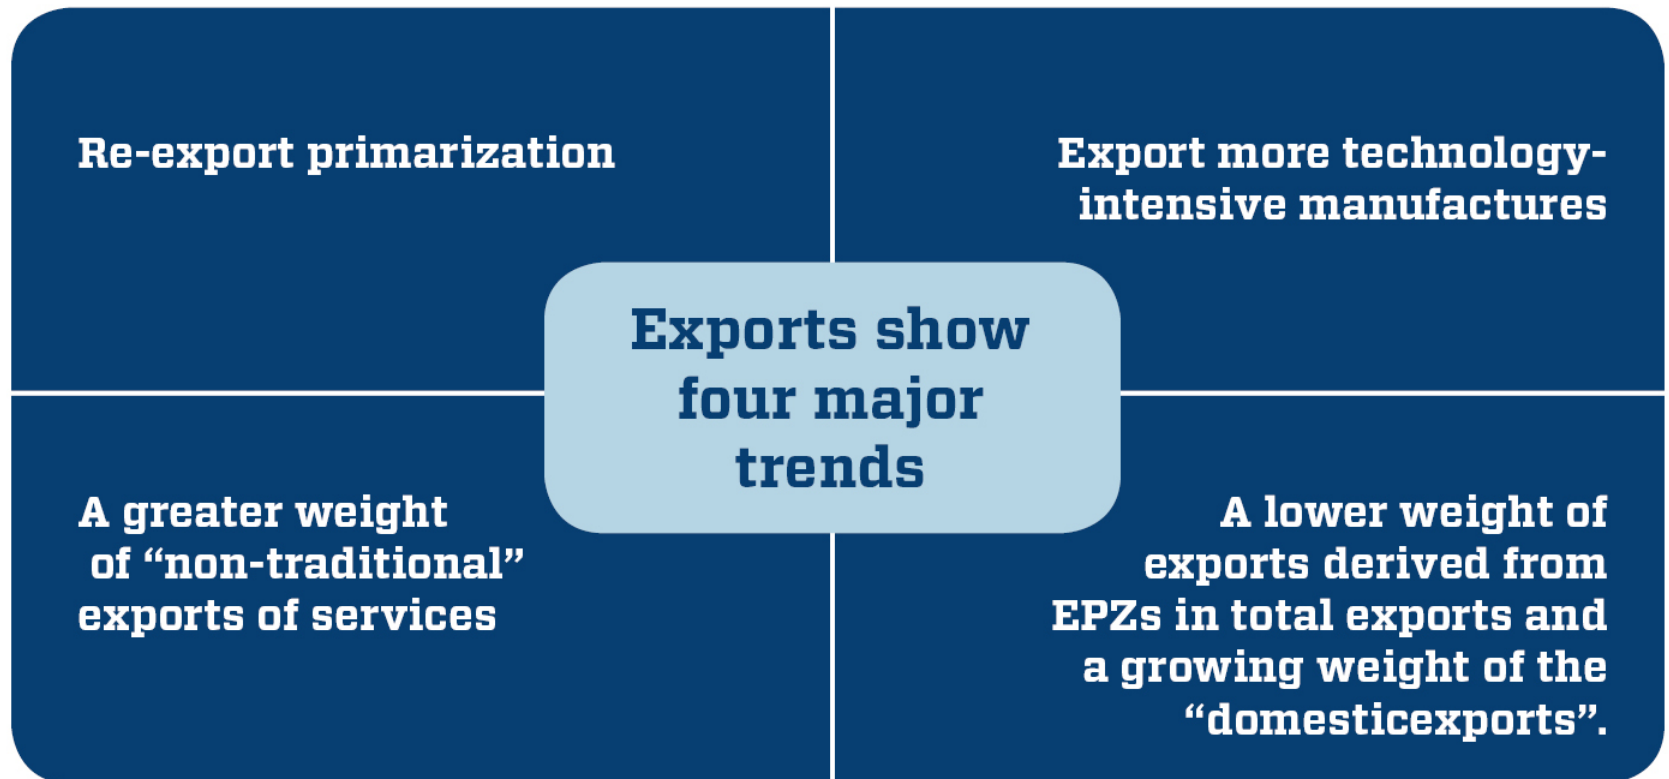 Re-export primarization
Export more technology-
intensive manufactures
Exports show
four major
trends
A greater weight
of “non-traditional”
exports of services
A lower weight of
exports derived from
EPZs in total exports and
a growing weight of the
“domesticexports”.